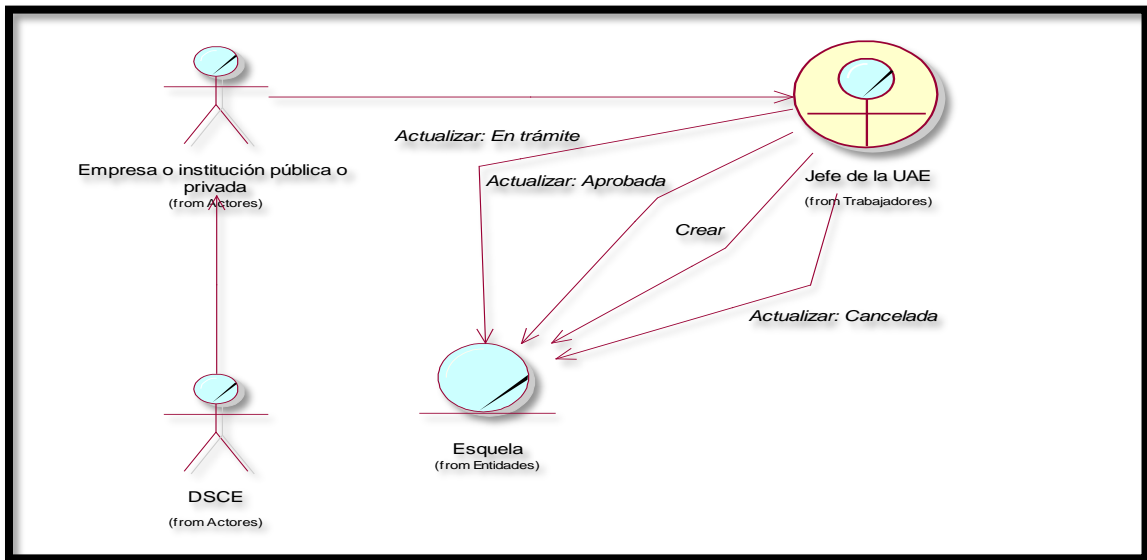 Actualizar: En trámite
Empresa o institución pública o
privada
(from Actores)
Actualizar: Aprobada
Jefe de la UAE
(from Trabajadores)
Crear
Actualizar: Cancelada
Esquela
(from Entidades)
DSCE
(from Actores)